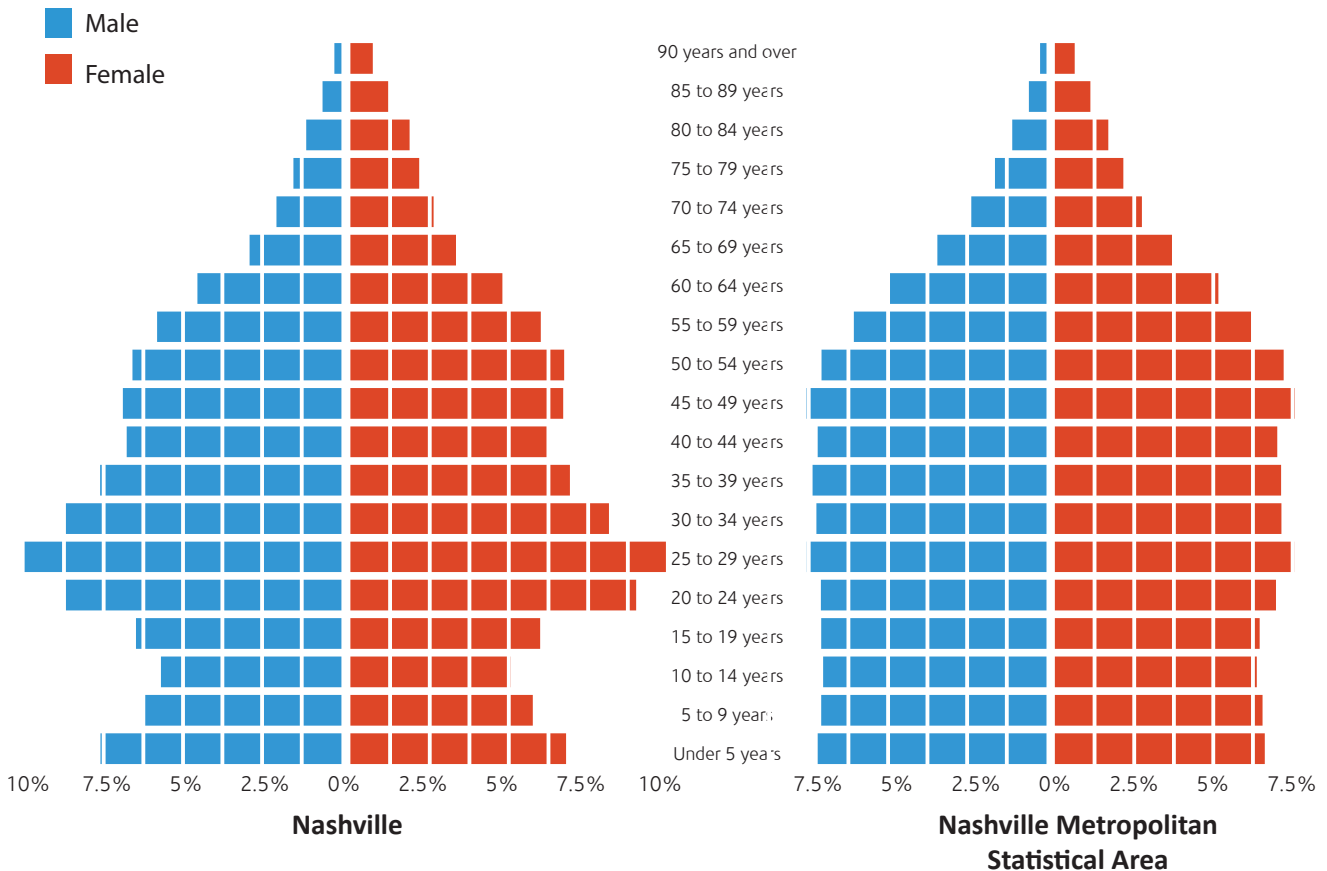 Male
Female
90 years and over
85 to 89 years
80 to 84 years
75 to 79 years
70 to 74 years
65 to 69 years
60 to 64 years
55 to 59 years
50 to 54 years
45 to 49 years
40 to 44 years
35 to 39 years
30 to 34 years
25 to 29 years
20 to 24 years
15 to 19 years
10 to 14 years
5 to 9 years
Under 5 years
10% 7.5% 5% 2.5% 0% 2.5% 5% 7.5% 10%
7.5% 5% 2.5% 0% 2.5% 5% 7.5%
Nashville
Nashville Metropolitan
Statistical Area